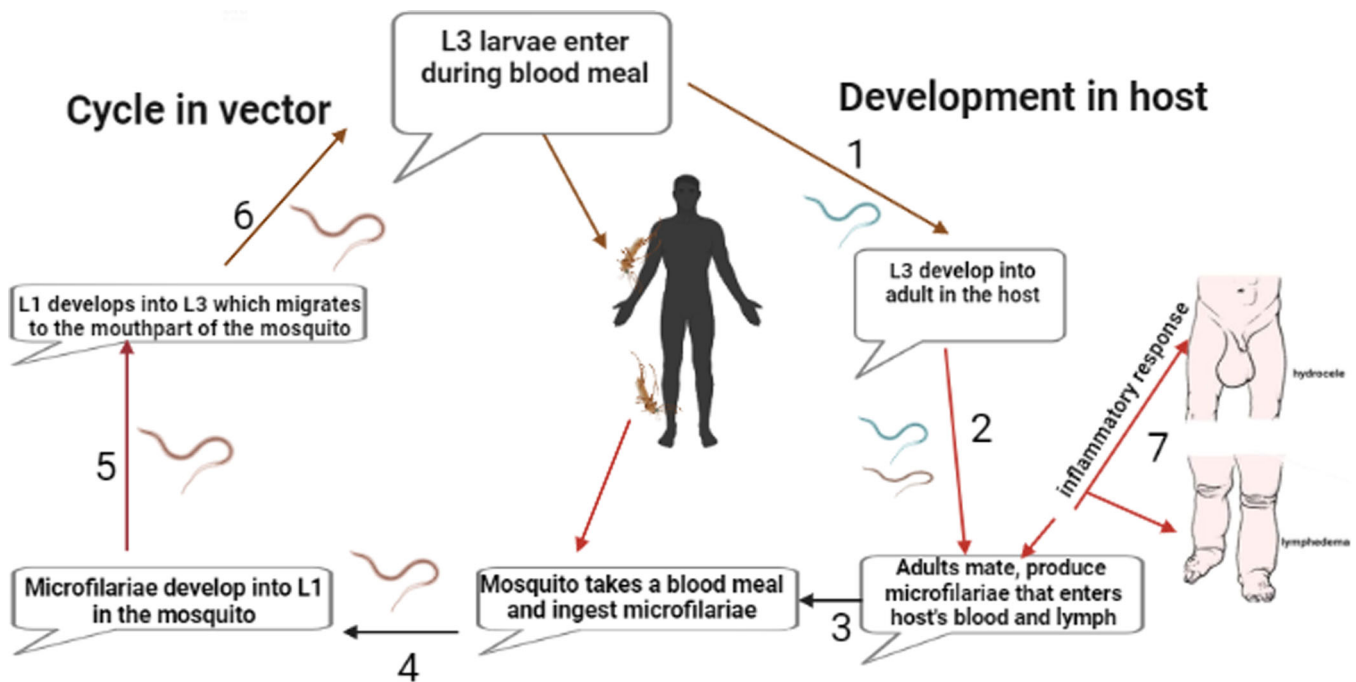 L3 larvae enter
during blood meal
Cycle in vector
Development in host
1
6
L3 develop into
adult in the host
L1 develops into L3 which migrates
to the mouthpart of the mosquito
inflammatory response
hydrocele
2
7
5
lymphedema
Microfilariae develop into L1
in the mosquito
Mosquito takes a blood meal
and ingest microfilariae
Adults mate, produce
microfilariae that enters
host's blood and lymph
3
4